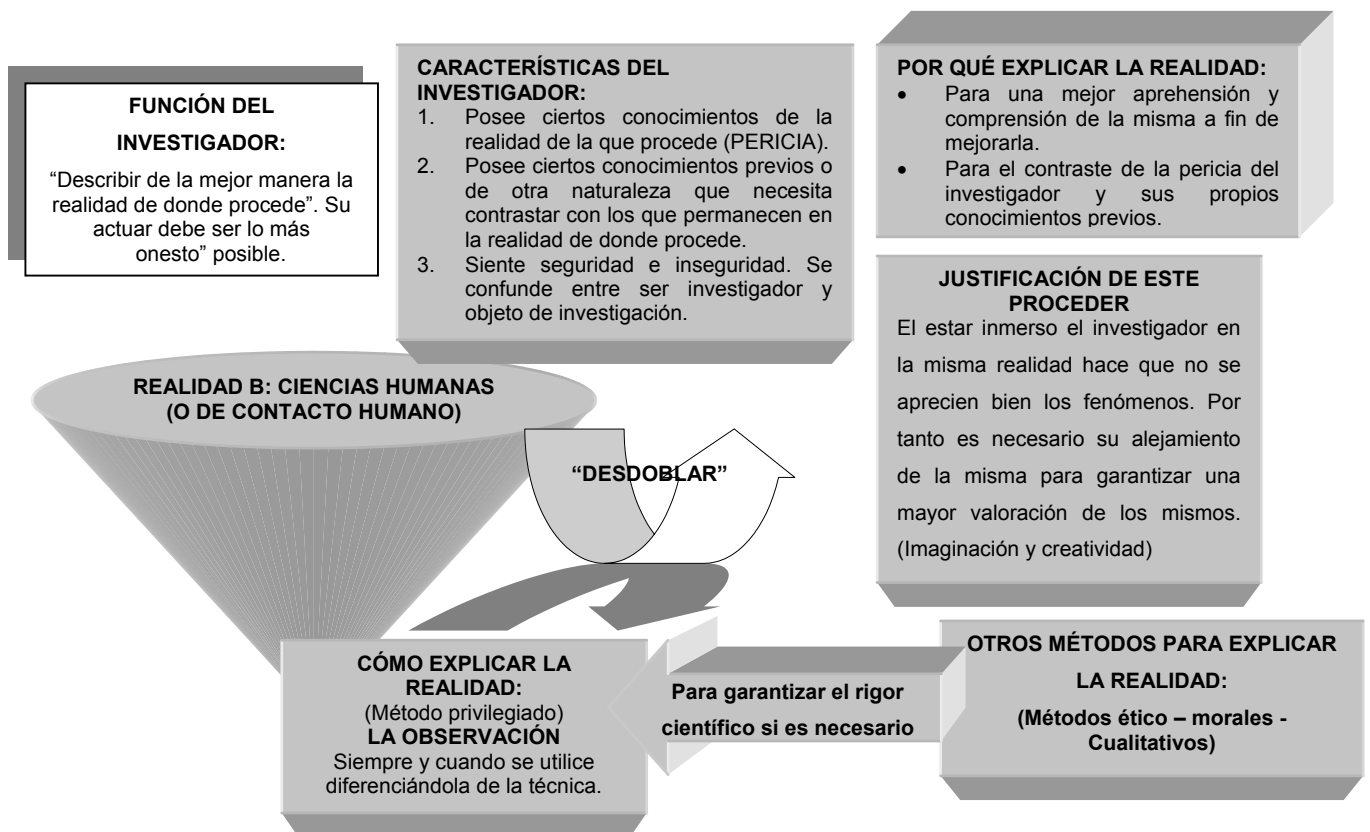 FUNCIÓN DEL
INVESTIGADOR:
“Describir de la mejor manera la
realidad de donde procede”. Su
actuar debe ser lo más
onesto” posible.
CARACTERÍSTICAS DEL
INVESTIGADOR:
1. Posee ciertos conocimientos de la
realidad de la que procede (PERICIA).
2. Posee ciertos conocimientos previos o
de otra naturaleza que necesita
contrastar con los que permanecen en
la realidad de donde procede.
3. Siente seguridad e inseguridad. Se
confunde entre ser investigador y
objeto de investigación.
POR QUÉ EXPLICAR LA REALIDAD:
• Para una mejor aprehensión y
comprensión de la misma a fin de
mejorarla.
• Para el contraste de la pericia del
investigador y sus propios
conocimientos previos.
JUSTIFICACIÓN DE ESTE
PROCEDER
El estar inmerso el investigador en
la misma realidad hace que no se
aprecien bien los fenómenos. Por
tanto es necesario su alejamiento
de la misma para garantizar una
mayor valoración de los mismos.
(Imaginación y creatividad)
REALIDAD B: CIENCIAS HUMANAS
(O DE CONTACTO HUMANO)
“DESDOBLAR”
CÓMO EXPLICAR LA
REALIDAD:
(Método privilegiado)
LA OBSERVACIÓN
Siempre y cuando se utilice
diferenciándola de la técnica.
Para garantizar el rigor
científico si es necesario
OTROS MÉTODOS PARA EXPLICAR
LA REALIDAD:
(Métodos ético – morales -
Cualitativos)